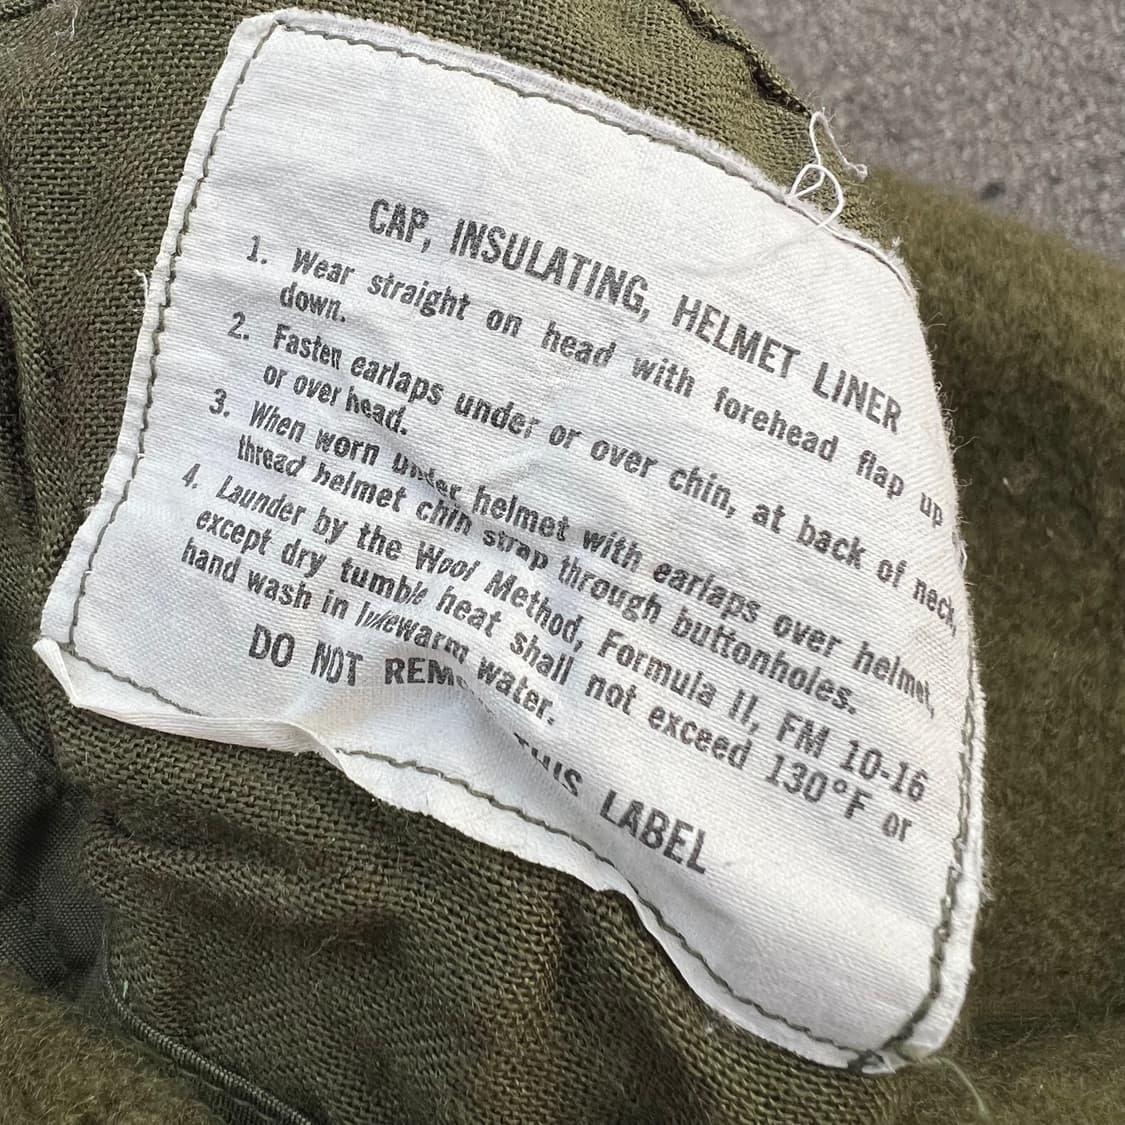 CAP, INSULATING, HELMET LINER
1. Wear straight on head with forehead flap up
down.
2. Fasten earlaps under or over chin, at back of neck,
or over head.
3. When worn under helmet with earlaps over helmet,
thread helmet chin strap through buttonholes.
4. Launder by the Wool Method, Formula II, FM 10-16
except dry tumble heat shall not exceed 130°F or
hand wash in lukewarm water.
DO NOT REMOVE THIS LABEL